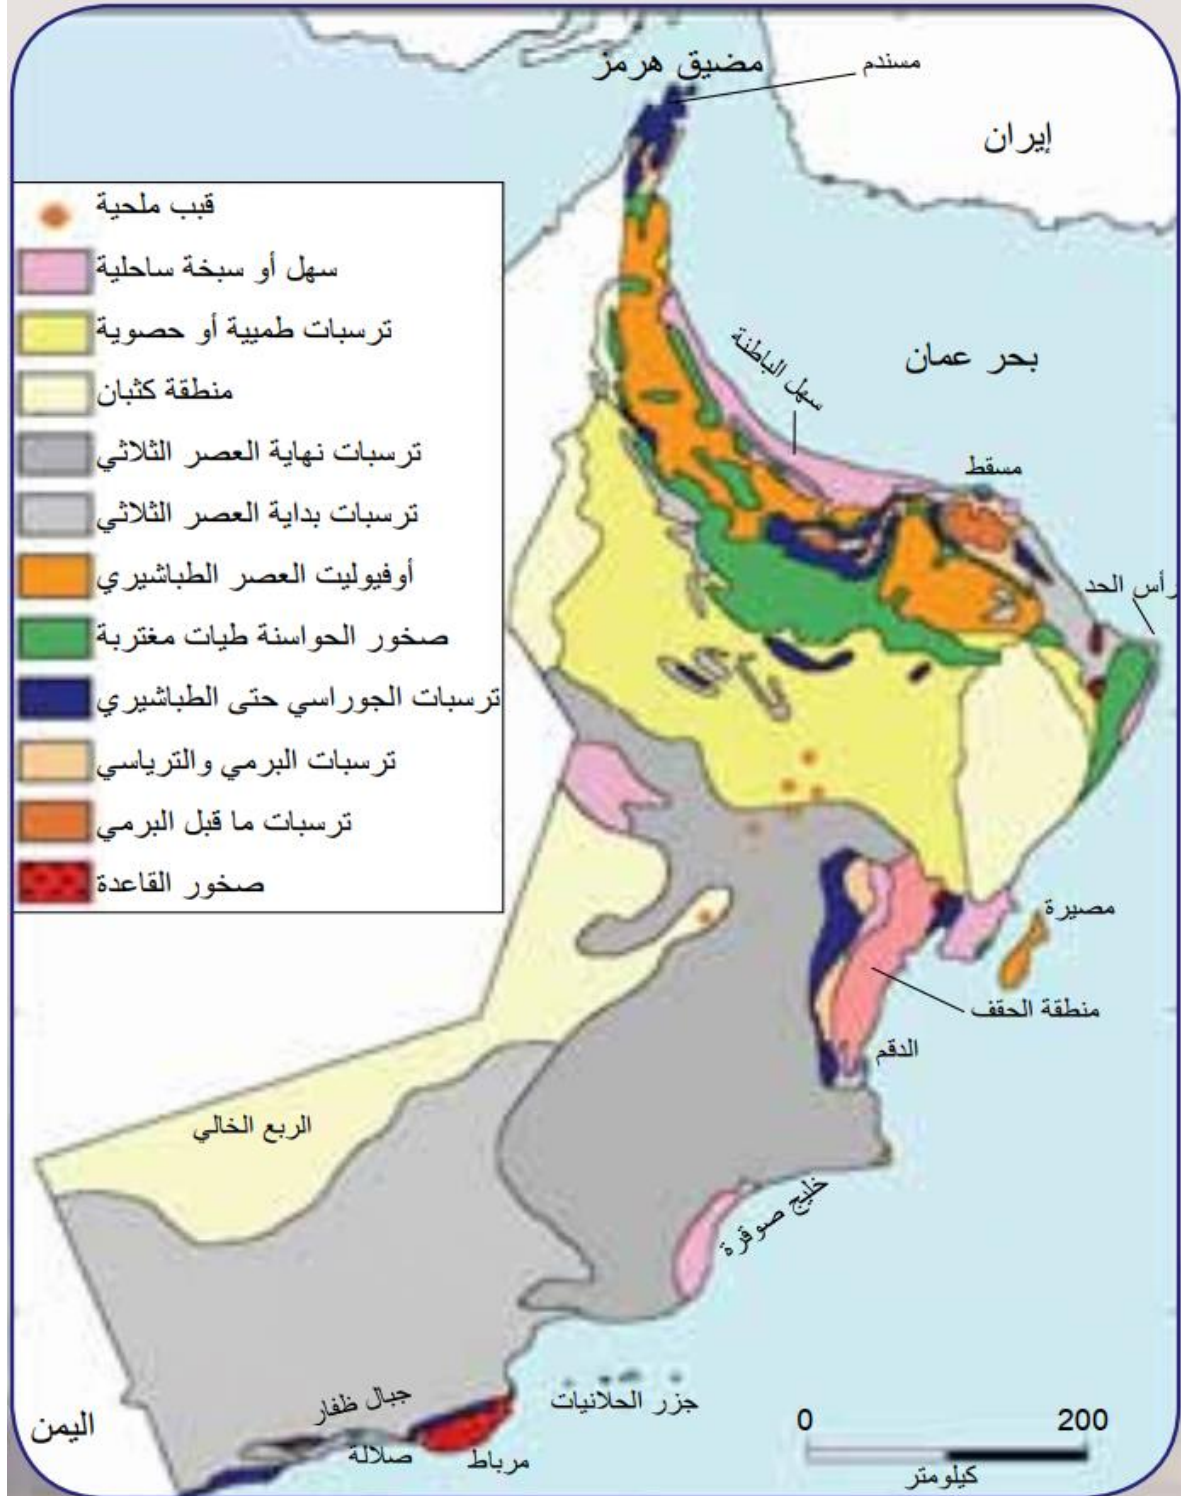 مضيق هرمز
مسندم
إيران
قبب ملحية
سهل أو سبخة ساحلية
ترسبات طميية أو حصوية
منطقة كثبان
ترسبات نهاية العصر الثلاثي
ترسبات بداية العصر الثلاثي
أوفيوليت العصر الطباشيري
صخور الحواسنة طيات مغتربة
ترسبات الجوراسي حتى الطباشيري
ترسبات البرمي والترياسي
ترسبات ما قبل البرمي
صخور القاعدة
بحر عمان
سهل الباطنة
مسقط
رأس الحد
مصيرة
منطقة الحقف
الدقم
الربع الخالي
خليج صوقرة
جزر الحلانيات
جبال ظفار
صلالة
مرباط
اليمن
0 200
كيلومتر